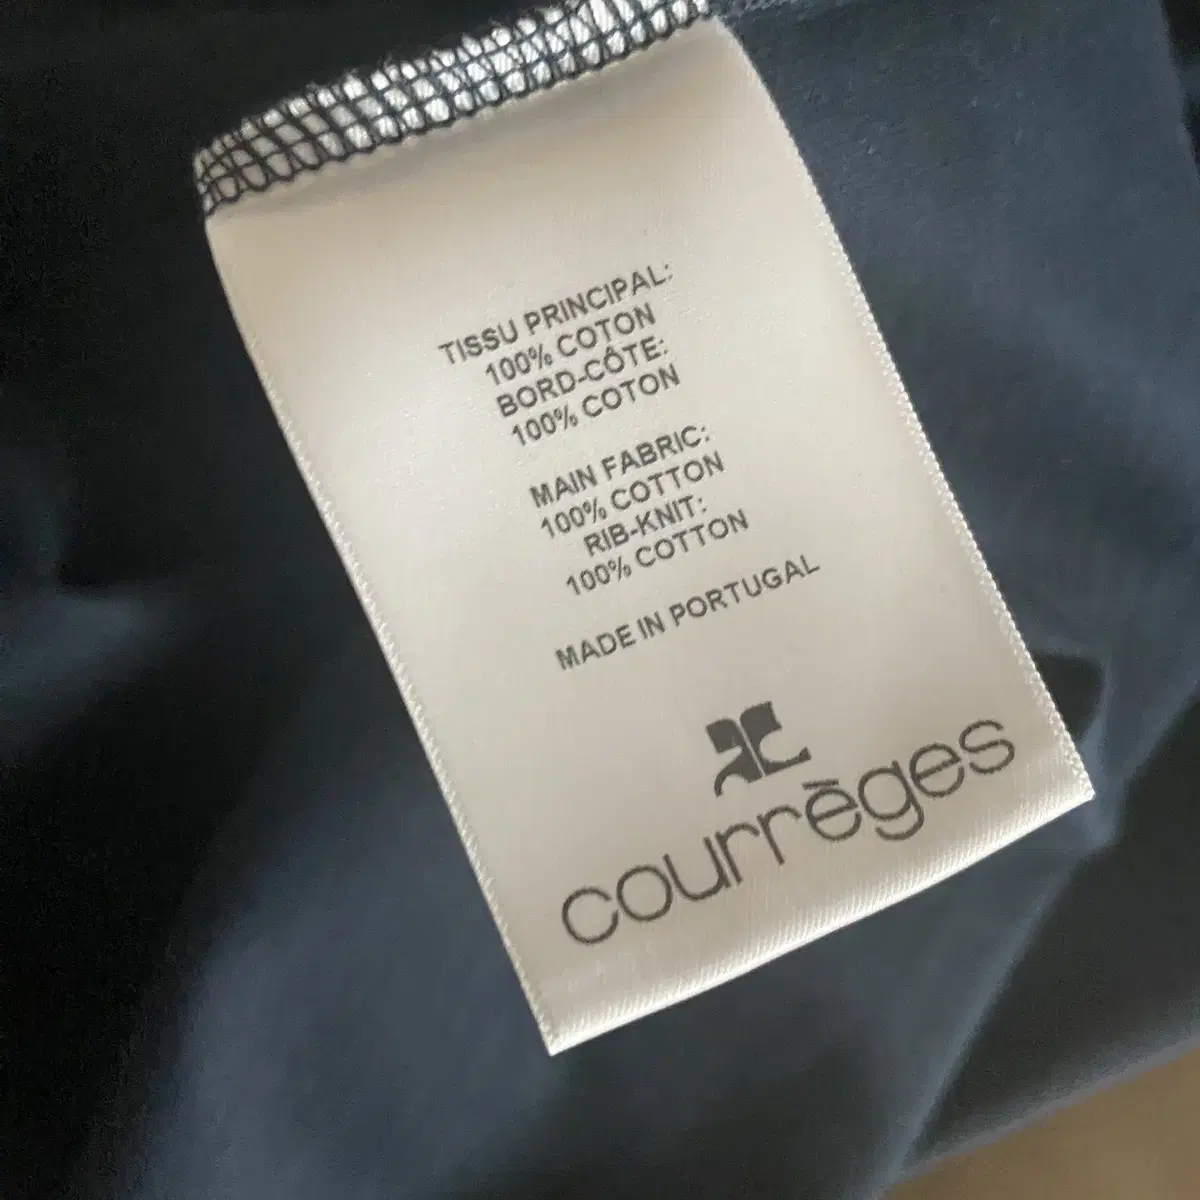 TISSU PRINCIPAL:
100% COTON
BORD-CÔTE:
100% COTON
MAIN FABRIC:
100% COTTON
RIB-KNIT:
100% COTTON
MADE IN PORTUGAL
courrèges